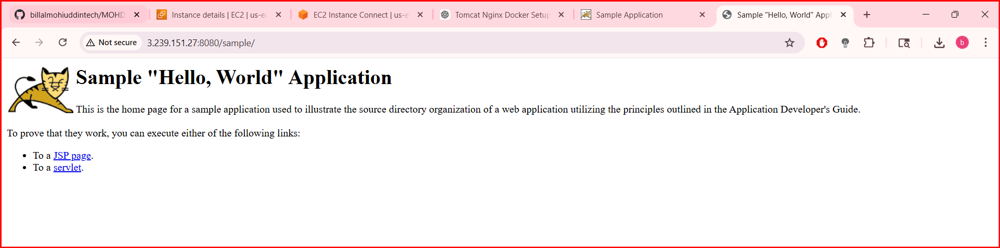 billalmohiuddintech/MOHD
Instance details | EC2 | us-ea
EC2 Instance Connect | us-e
Tomcat Nginx Docker Setup
Sample Application
Sample "Hello, World" Appl
Not secure
3.239.151.27:8080/sample/
b
Sample "Hello, World" Application
This is the home page for a sample application used to illustrate the source directory organization of a web application utilizing the principles outlined in the Application Developer's Guide.
To prove that they work, you can execute either of the following links:
• To a JSP page.
• To a servlet.